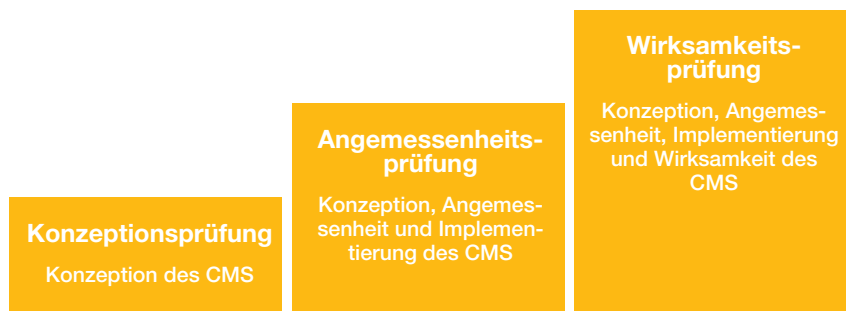 Konzeptionsprüfung
Konzeption des CMS
Angemessenheits-
prüfung
Konzeption, Angemes-
senheit und Implemen-
tierung des CMS
Wirksamkeits-
prüfung
Konzeption, Angemes-
senheit, Implementierung
und Wirksamkeit des
CMS